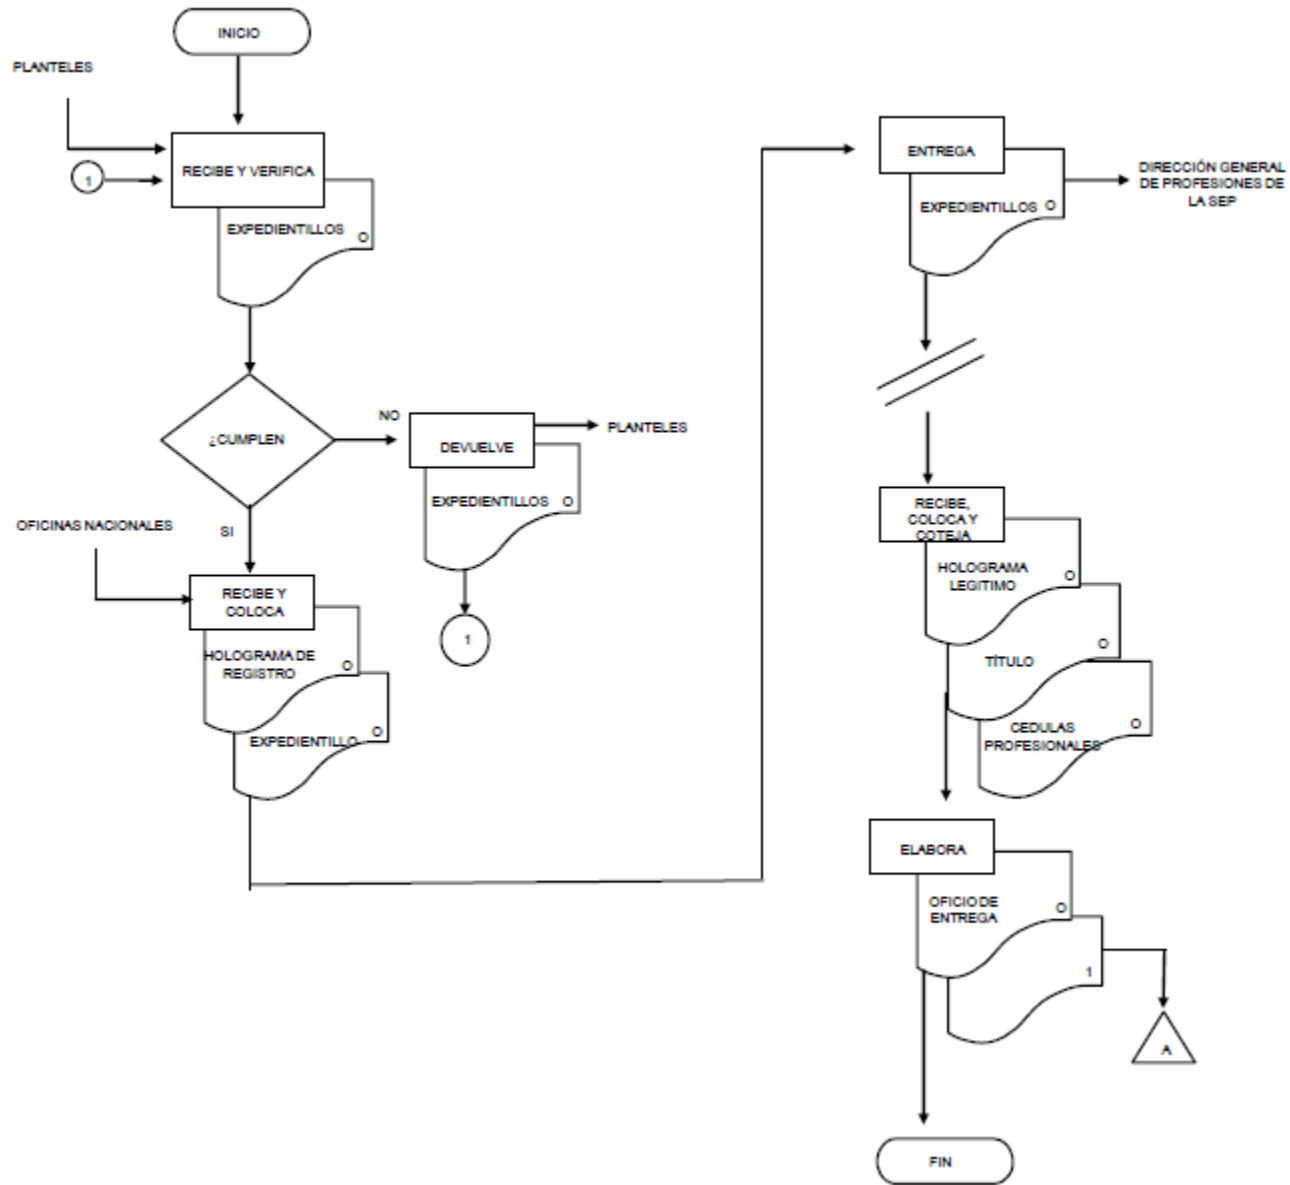 INICIO
PLANTELES
RECIBE Y VERIFICA
1
EXPEDIENTILLOS
O
¿CUMPLEN
NO
DEVUELVE
PLANTELES
EXPEDIENTILLOS O
1
SI
OFICINAS NACIONALES
RECIBE Y
COLOCA
HOLOGRAMA DE
REGISTRO
O
EXPEDIENTILLO
O
ENTREGA
EXPEDIENTILLOS O
DIRECCIÓN GENERAL
DE PROFESIONES DE
LA SEP
RECIBE,
COLOCA Y
COTEJA
HOLOGRAMA
LEGITIMO
O
TÍTULO
O
CEDULAS
PROFESIONALES
O
ELABORA
OFICIO DE
ENTREGA
O
1
A
FIN